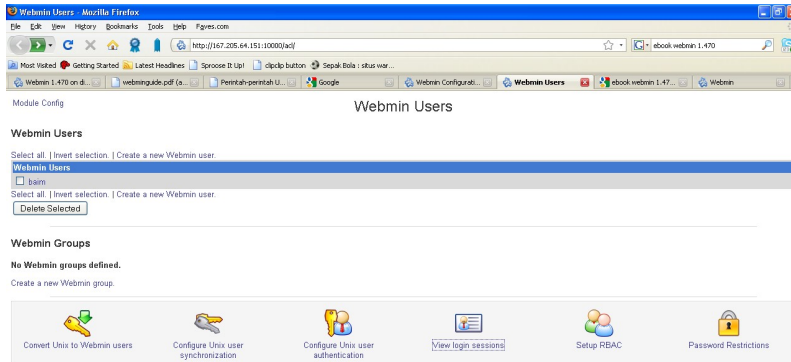 Webmin Users - Mozilla Firefox
File Edit View History Bookmarks Tools Help Fayes.com
http://167.205.64.151:10000/acl/
ebook webmin 1.470
Most Visited Getting Started Latest Headlines Sproose It Up! clipclip button Sepak Bola : situs war...
Webmin 1.470 on di... webminguide.pdf (a... Perintah-perintah U... Google Webmin Configurati... Webmin Users ebook webmin 1.47... Webmin
Module Config
Webmin Users
Webmin Users
Select all. | Invert selection. | Create a new Webmin user.
Webmin Users
baim
Select all. | Invert selection. | Create a new Webmin user.
Delete Selected
Webmin Groups
No Webmin groups defined.
Create a new Webmin group.
Convert Unix to Webmin users
Configure Unix user
synchronization
Configure Unix user
authentication
View login sessions
Setup RBAC
Password Restrictions